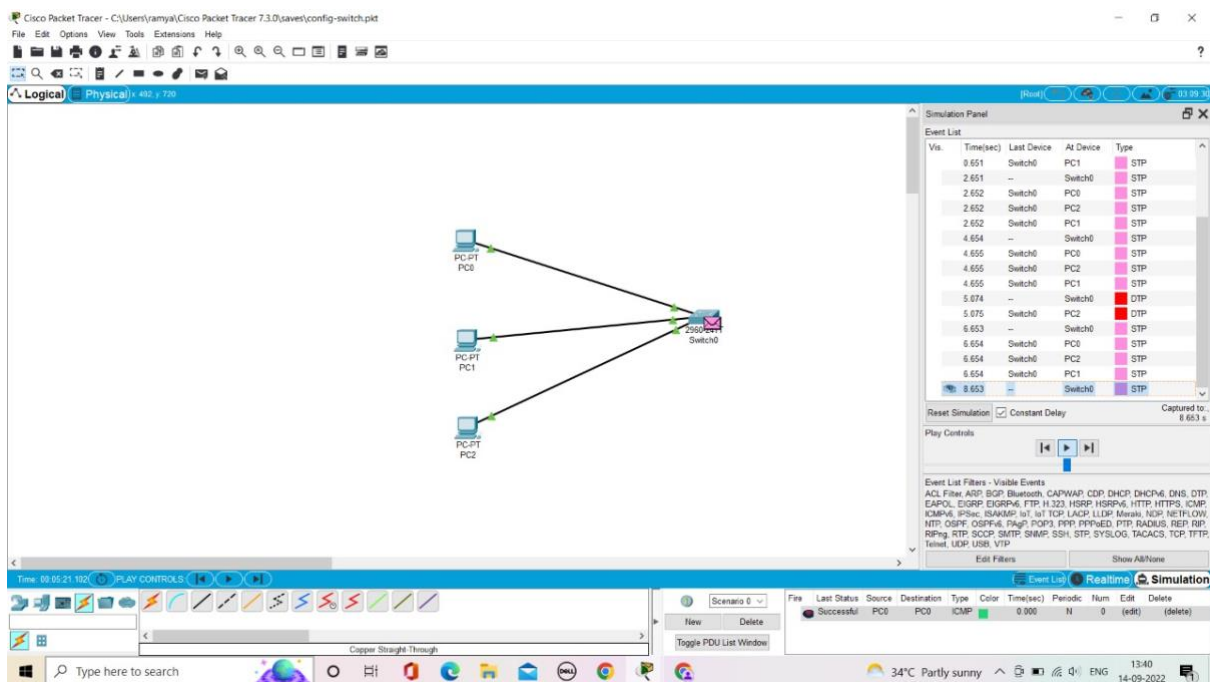 Cisco Packet Tracer - C:\Users\ramya\Cisco Packet Tracer 7.3.0\saves\config-switch.pkt
File Edit Options View Tools Extensions Help
?
Logical Physical x: 492, y: 720 [Root] 03:09:30
Simulation Panel
Event List
Vis. Time(sec) Last Device At Device Type
0.651 Switch0 PC1 STP
2.651 -- Switch0 STP
2.652 Switch0 PC0 STP
2.652 Switch0 PC2 STP
2.652 Switch0 PC1 STP
4.654 -- Switch0 STP
4.655 Switch0 PC0 STP
4.655 Switch0 PC2 STP
4.655 Switch0 PC1 STP
5.074 -- Switch0 DTP
5.075 Switch0 PC2 DTP
6.653 -- Switch0 STP
6.654 Switch0 PC0 STP
6.654 Switch0 PC2 STP
6.654 Switch0 PC1 STP
8.653 -- Switch0 STP
PC-PT
PC0
PC-PT
PC1
PC-PT
PC2
2960-24TT
Switch0
Reset Simulation Constant Delay Captured to:
8.653 s
Play Controls
Event List Filters - Visible Events
ACL Filter, ARP, BGP, Bluetooth, CAPWAP, CDP, DHCP, DHCPv6, DNS, DTP,
EAPOL, EIGRP, EIGRPv6, FTP, H.323, HSRP, HSRPv6, HTTP, HTTPS, ICMP,
ICMPv6, IPSec, ISAKMP, IoT, IoT TCP, LACP, LLDP, Meraki, NDP, NETFLOW,
NTP, OSPF, OSPFv6, PAgP, POP3, PPP, PPPoED, PTP, RADIUS, REP, RIP,
RIPng, RTP, SCCP, SMTP, SNMP, SSH, STP, SYSLOG, TACACS, TCP, TFTP,
Telnet, UDP, USB, VTP
Edit Filters Show All/None
Time: 00:05:21.102 PLAY CONTROLS: Event List Realtime Simulation
Scenario 0
New Delete
Toggle PDU List Window
Fire Last Status Source Destination Type Color Time(sec) Periodic Num Edit Delete
Successful PC0 PC0 ICMP 0.000 N 0 (edit) (delete)
Copper Straight-Through
Type here to search
DELL
34°C Partly sunny ENG 13:40
14-09-2022